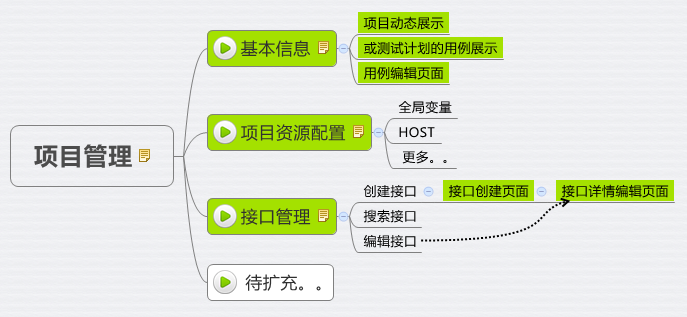 项目管理
基本信息
项目动态展示
或测试计划的用例展示
用例编辑页面
项目资源配置
全局变量
HOST
更多。。
接口管理
创建接口
接口创建页面
接口详情编辑页面
搜索接口
编辑接口
待扩充。。